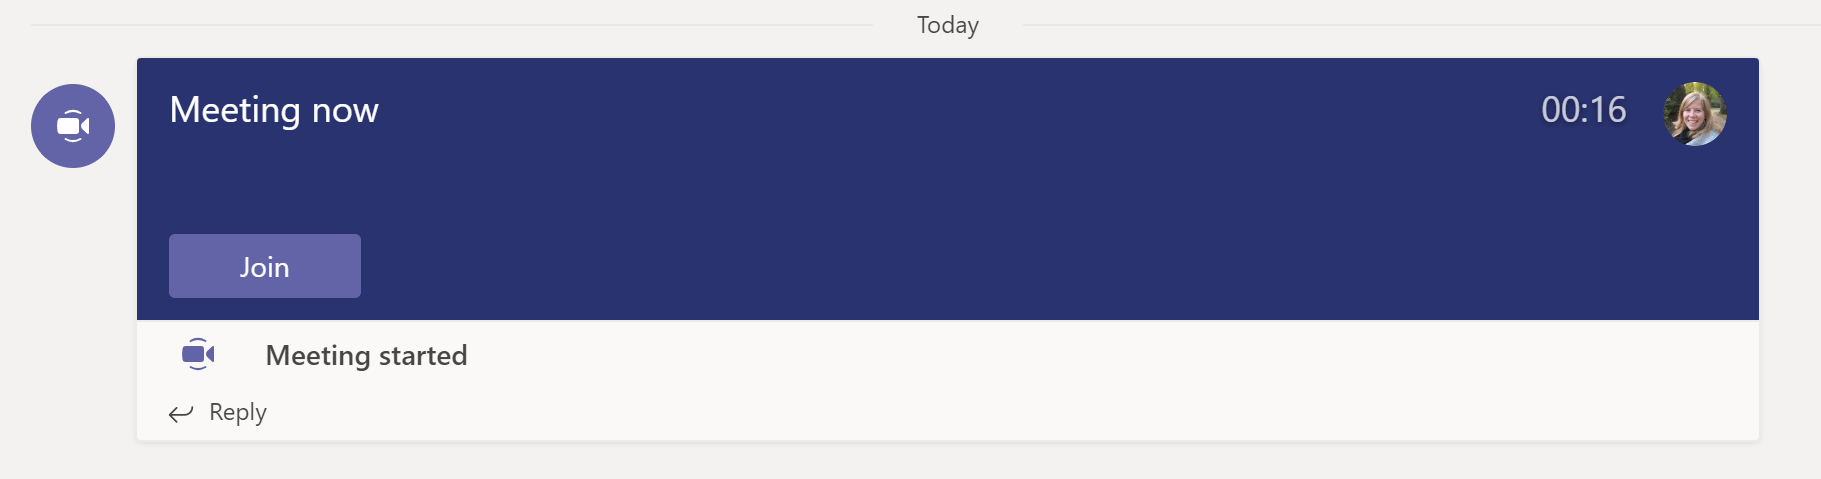 Today
Meeting now
00:16
Join
Meeting started
Reply